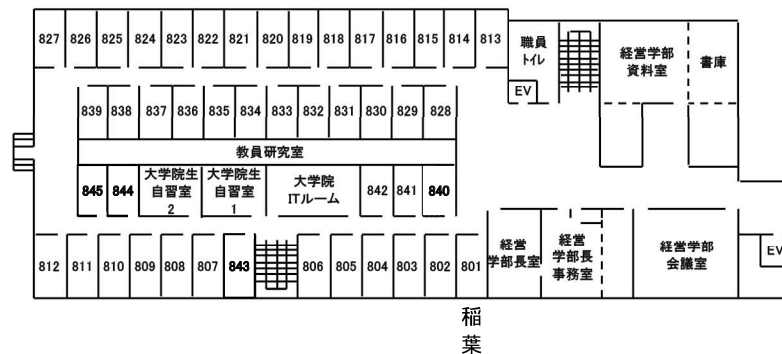 827 826 825 824 823 822 821 820 819 818 817 816 815 814 813
職員
トイレ
EV
経営学部
資料室
書庫
839 838 837 836 835 834 833 832 831 830 829 828
教員研究室
845 844
大学院生
自習室
2
大学院生
自習室
1
大学院
ITルーム
842 841 840
812 811 810 809 808 807 843 806 805 804 803 802 801
経営
学部長室
経営
学部長
事務室
経営学部
会議室
EV
稲
葉